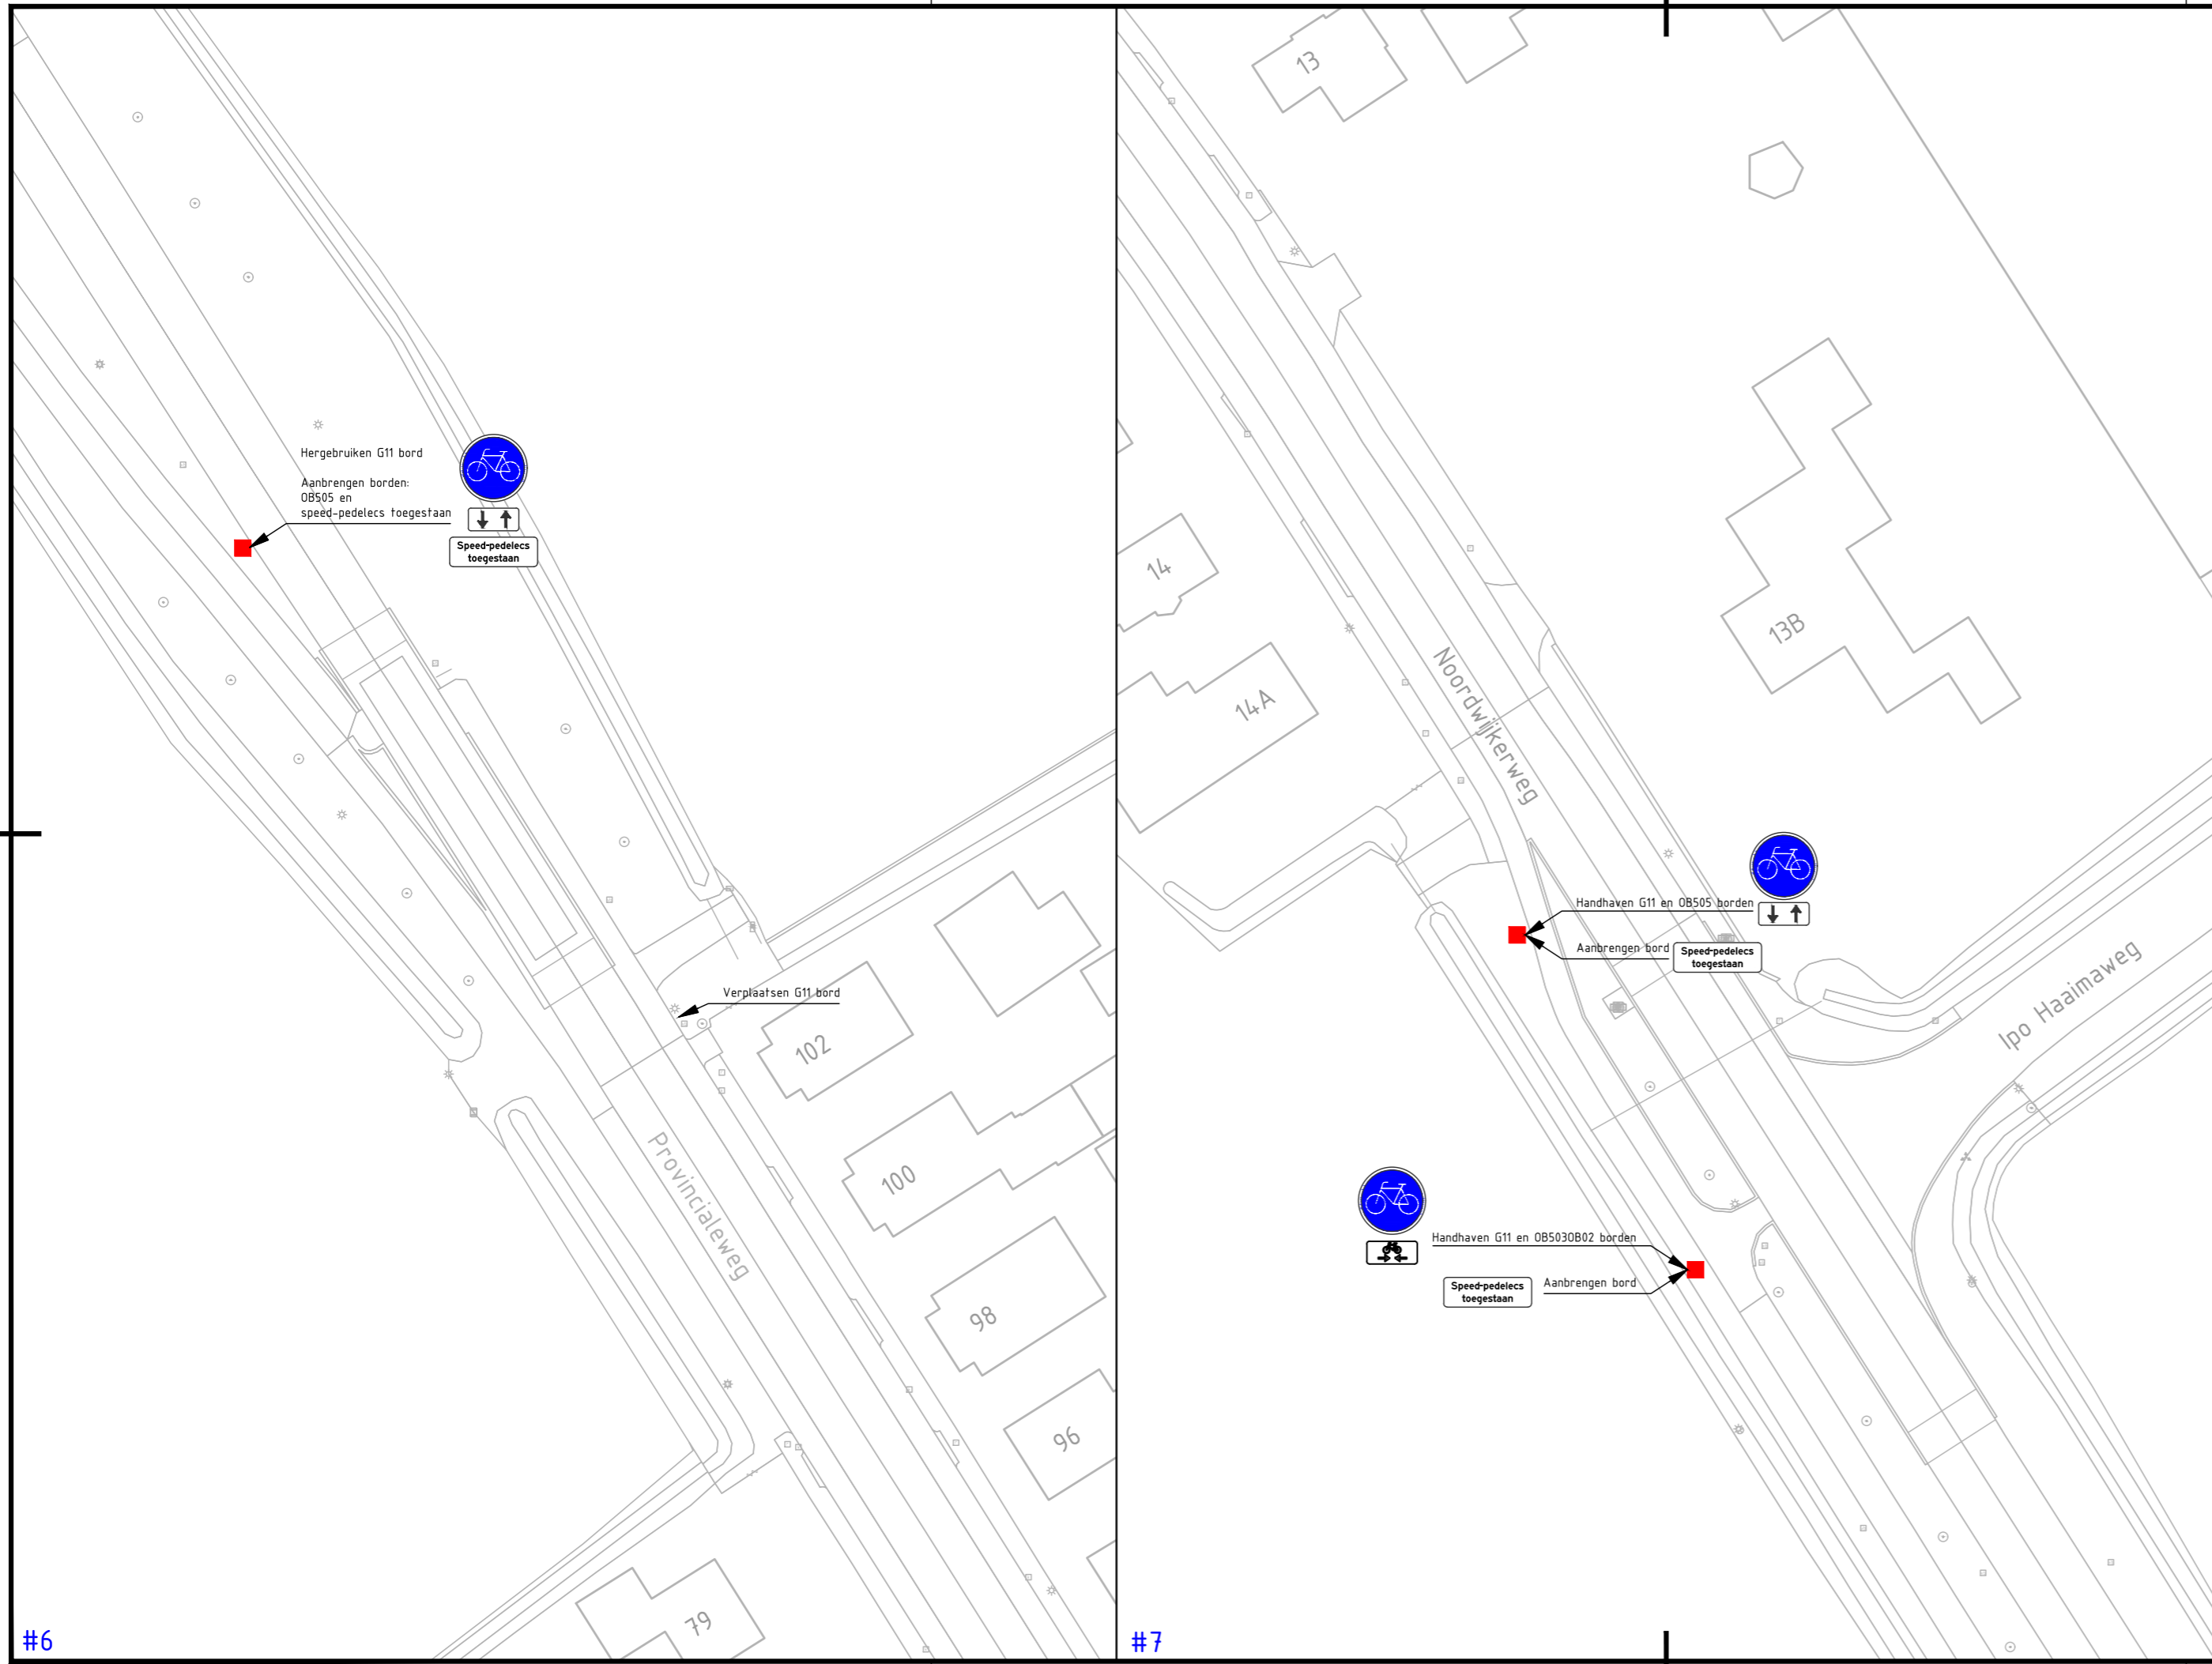 Hergebruiken G11 bord
Aanbrengen borden:
OB505 en
speed-pedelecs toegestaan
Speed-pedelecs
toegestaan
Verplaatsen G11 bord
102
100
98
96
79
Provincialeweg
#6
13
14
14A
13B
Noordwijkerweg
Handhaven G11 en OB505 borden
Aanbrengen bord
Speed-pedelecs
toegestaan
Ipo Haaimaweg
Handhaven G11 en OB503OB02 borden
Aanbrengen bord
Speed-pedelecs
toegestaan
#7